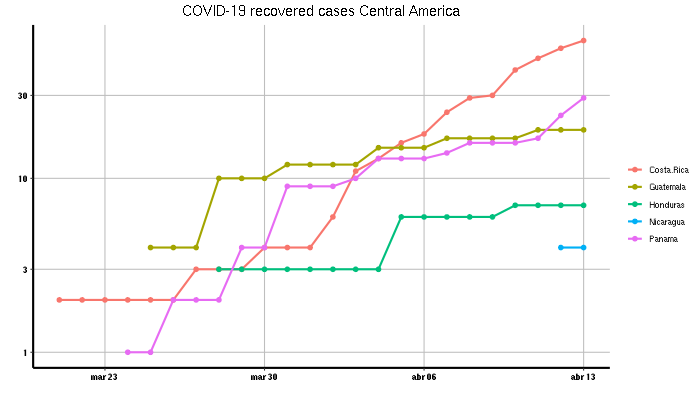 COVID-19 recovered cases Central America
30
10
3
1
mar 23
mar 30
abr 06
abr 13
Costa.Rica
Guatemala
Honduras
Nicaragua
Panama